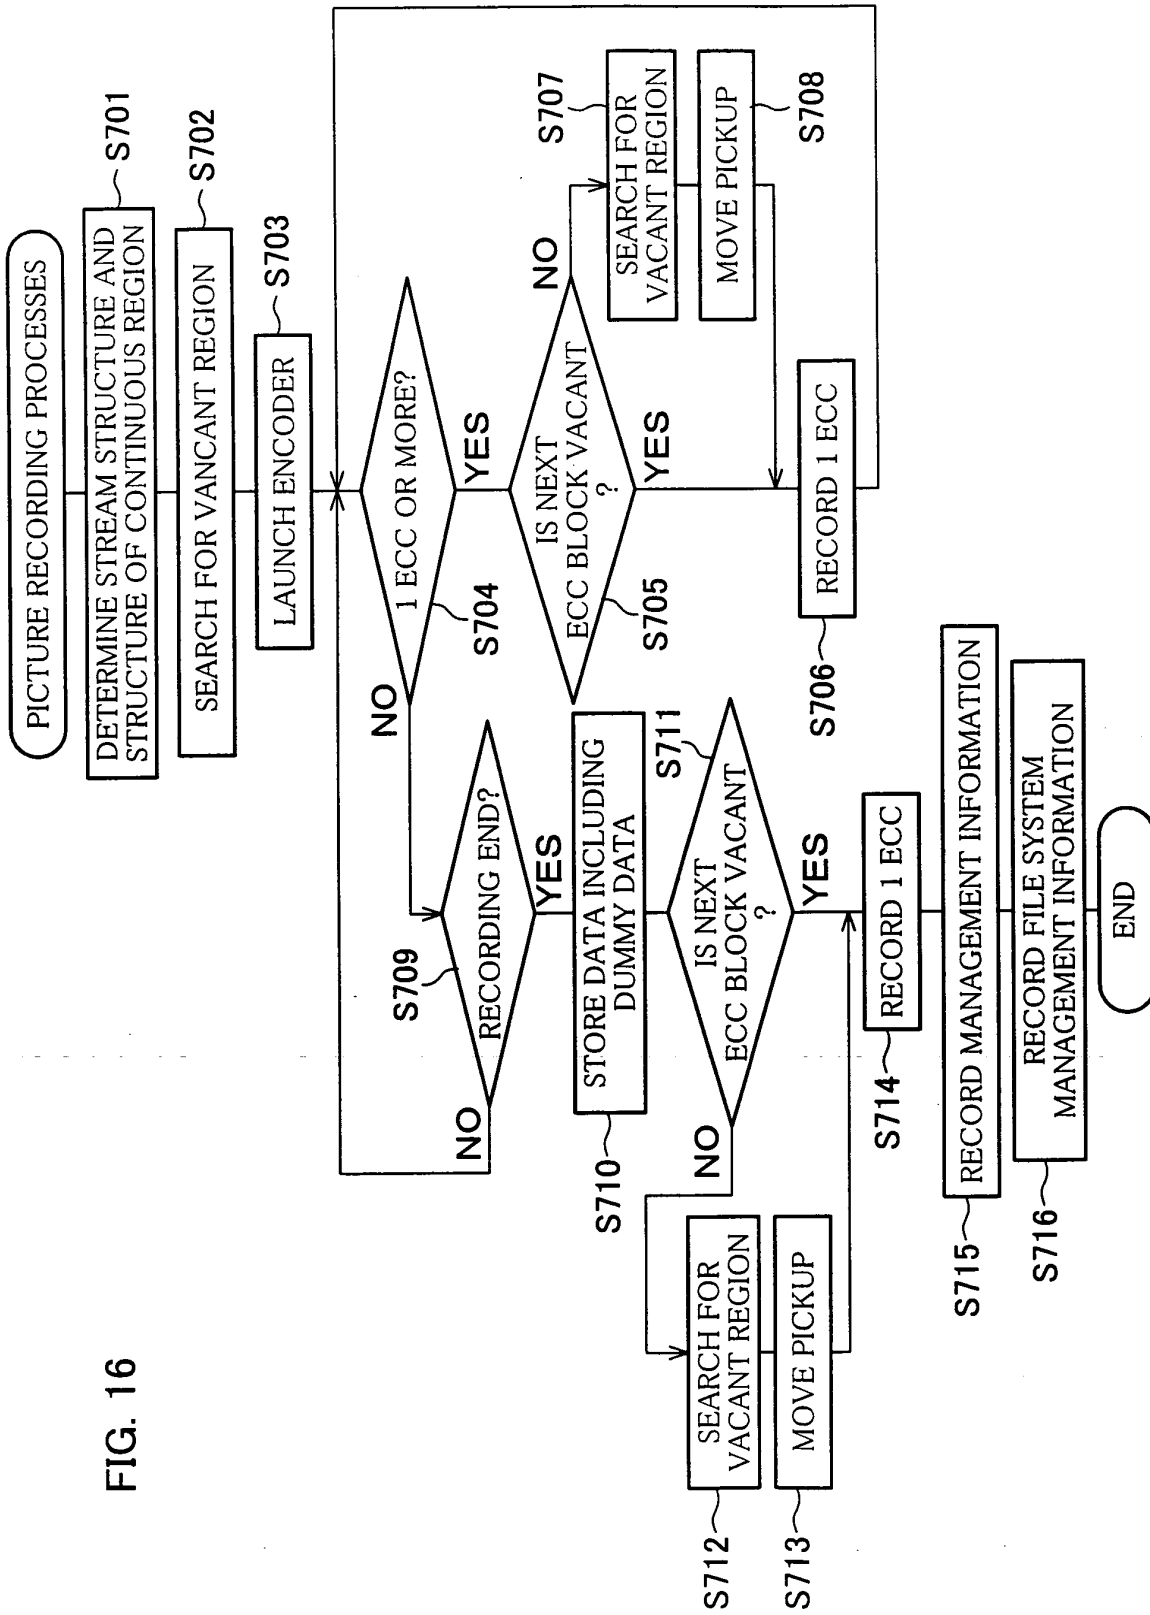 FIG. 16
PICTURE RECORDING PROCESSES
DETERMINE STREAM STRUCTURE AND
STRUCTURE OF CONTINUOUS REGION
S701
SEARCH FOR VANCANT REGION
S702
LAUNCH ENCODER
S703
1 ECC OR MORE?
S704
NO
YES
IS NEXT
ECC BLOCK VACANT
?
S705
NO
YES
SEARCH FOR
VACANT REGION
S707
MOVE PICKUP
S708
RECORD 1 ECC
S706
RECORDING END?
S709
NO
YES
STORE DATA INCLUDING
DUMMY DATA
S710
IS NEXT
ECC BLOCK VACANT
?
S711
NO
YES
SEARCH FOR
VACANT REGION
S712
MOVE PICKUP
S713
RECORD 1 ECC
S714
RECORD MANAGEMENT INFORMATION
S715
RECORD FILE SYSTEM
MANAGEMENT INFORMATION
S716
END